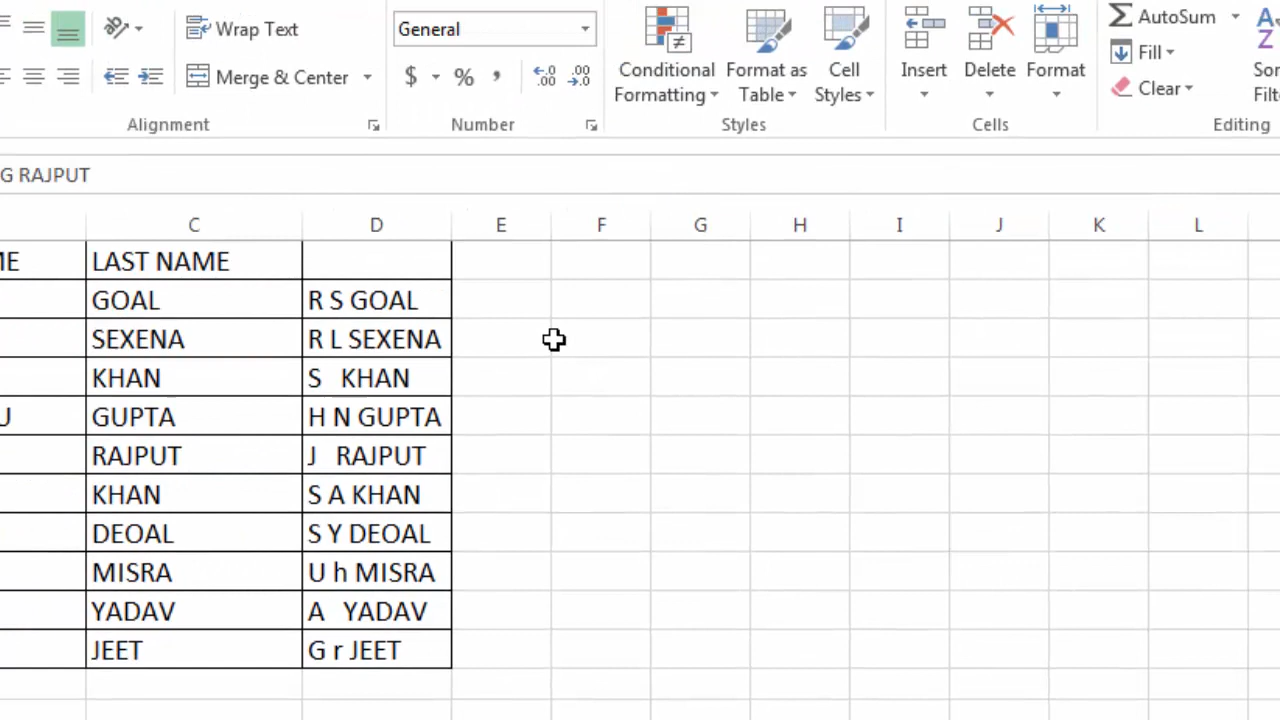 Wrap Text General Σ AutoSum
Merge & Center $ % , Conditional Formatting Format as Table Cell Styles Insert Delete Format Fill
Clear
Alignment Number Styles Cells Editing
G RAJPUT
C D E F G H I J K L
LAST NAME
GOAL R S GOAL
SEXENA R L SEXENA
KHAN S KHAN
U GUPTA H N GUPTA
RAJPUT J RAJPUT
KHAN S A KHAN
DEOAL S Y DEOAL
MISRA U h MISRA
YADAV A YADAV
JEET G r JEET